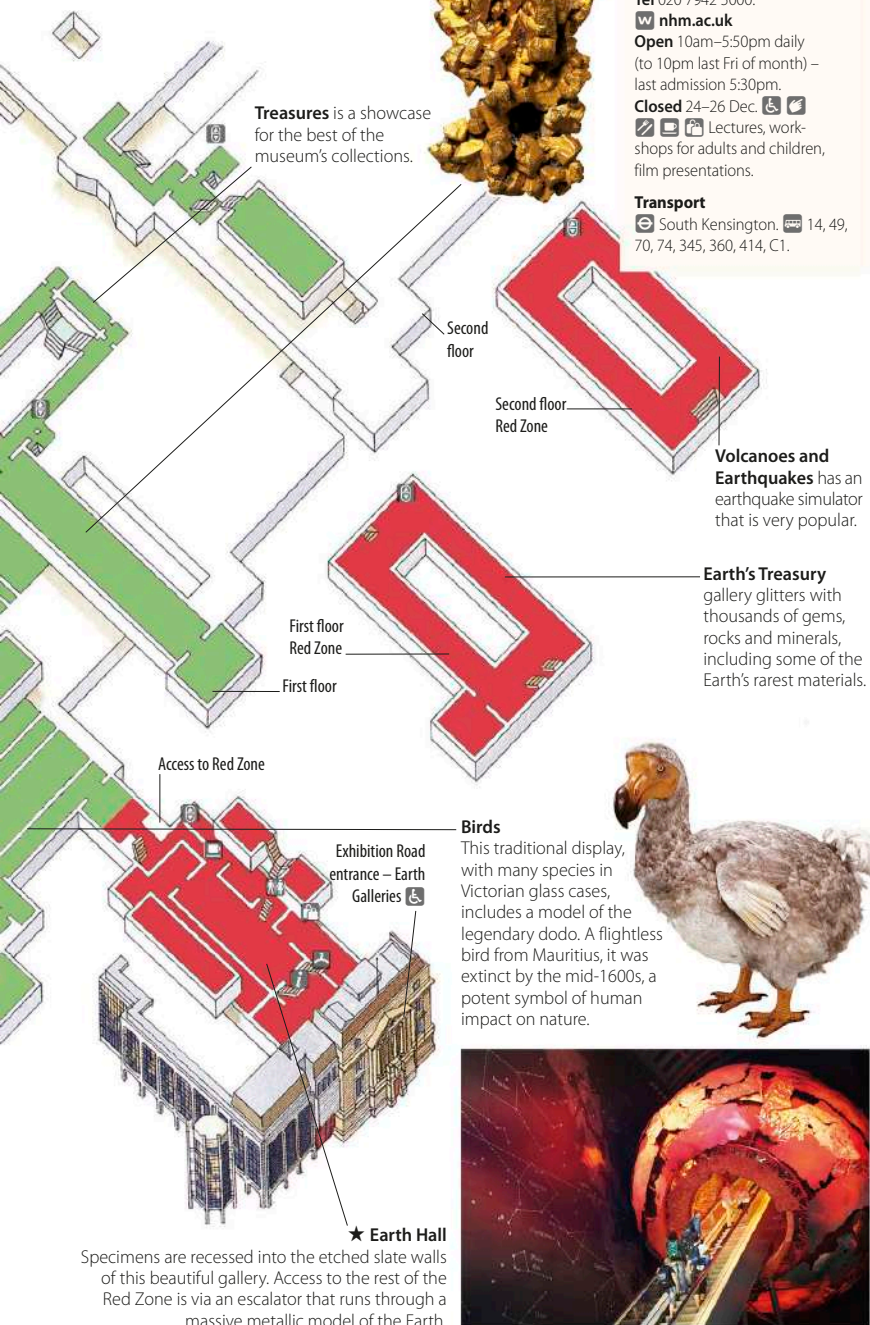 Tel 020 7942 5000.
nhm.ac.uk
Open 10am–5:50pm daily
(to 10pm last Fri of month) –
last admission 5:30pm.
Closed 24–26 Dec.
Lectures, work-
shops for adults and children,
film presentations.
Transport
South Kensington. 14, 49,
70, 74, 345, 360, 414, C1.
Treasures is a showcase
for the best of the
museum's collections.
Second
floor
Second floor
Red Zone
Volcanoes and
Earthquakes has an
earthquake simulator
that is very popular.
Earth's Treasury
gallery glitters with
thousands of gems,
rocks and minerals,
including some of the
Earth's rarest materials.
First floor
Red Zone
First floor
Access to Red Zone
Exhibition Road
entrance – Earth
Galleries
Birds
This traditional display,
with many species in
Victorian glass cases,
includes a model of the
legendary dodo. A flightless
bird from Mauritius, it was
extinct by the mid-1600s, a
potent symbol of human
impact on nature.
★ Earth Hall
Specimens are recessed into the etched slate walls
of this beautiful gallery. Access to the rest of the
Red Zone is via an escalator that runs through a
massive metallic model of the Earth.